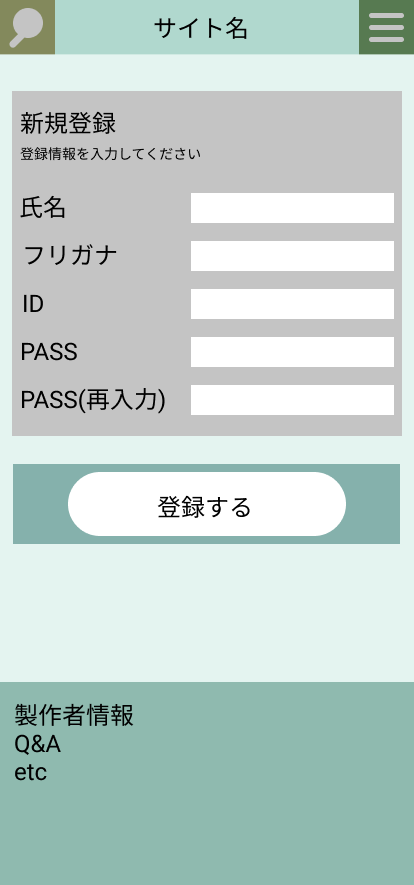 サイト名
新規登録
登録情報を入力してください
氏名
フリガナ
ID
PASS
PASS(再入力)
登録する
製作者情報
Q&A
etc